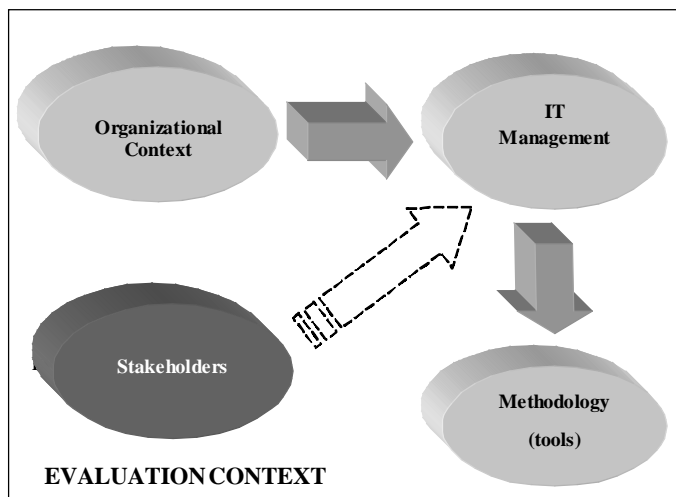 Organizational
Context
IT
Management
Stakeholders
Methodology
(tools)
EVALUATION CONTEXT